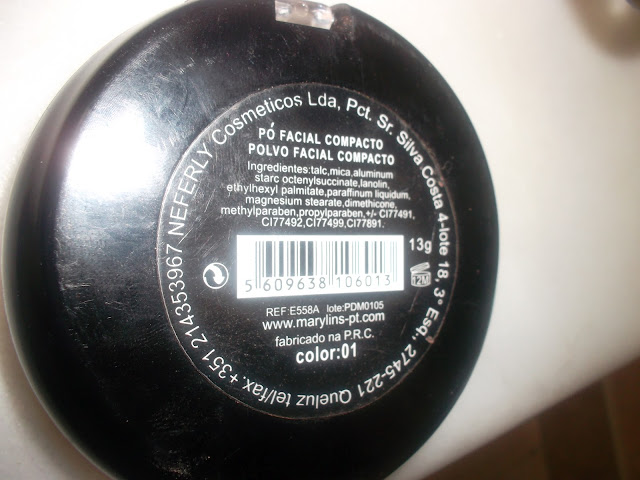 NEFERLY Cosmeticos Lda, Pct. Sr. Silva Costa 4-lote 18, 3° Esq., 2745-221 Queluz tel/fax. +351 214353967
PÓ FACIAL COMPACTO
POLVO FACIAL COMPACTO
Ingredientes:talc,mica,aluminum
starc octenylsuccinate,lanolin,
ethylhexyl palmitate,paraffinum liquidum,
magnesium stearate,dimethicone,
methylparaben,propylparaben,+/- CI77491,
CI77492,CI77499,CI77891.
13g
5 609638 106013
12M
REF:E558A lote:PDM0105
www.marylins-pt.com
fabricado na P.R.C.
color:01